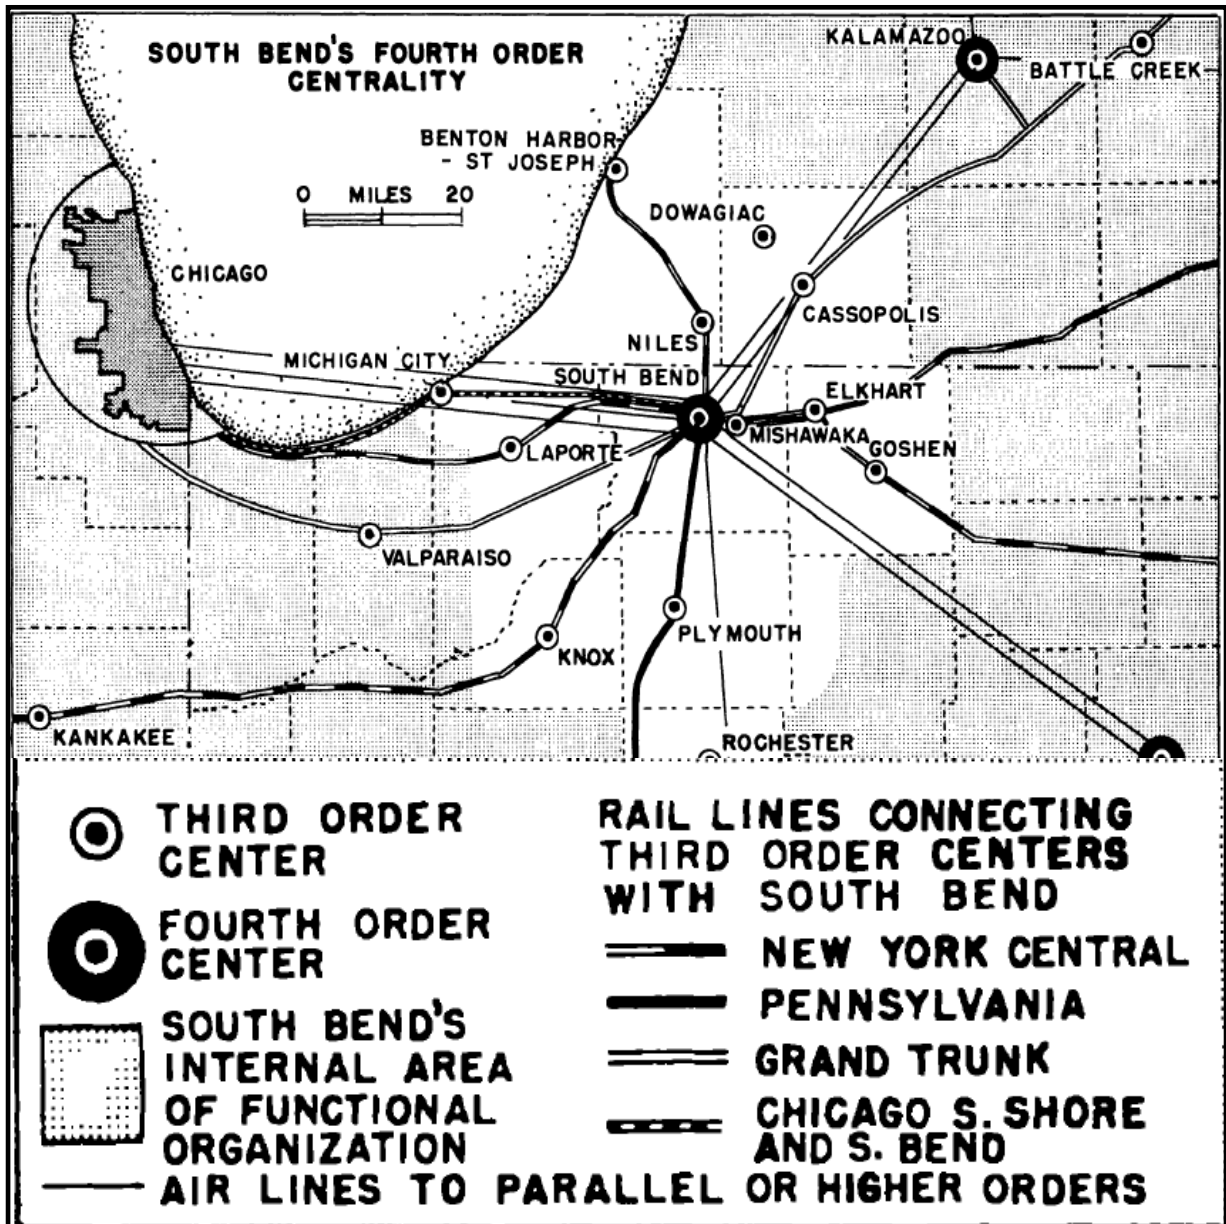 SOUTH BEND'S FOURTH ORDER
CENTRALITY
KALAMAZOO
BATTLE CREEK
BENTON HARBOR
- ST JOSEPH
0 MILES 20
DOWAGIAC
CHICAGO
CASSOPOLIS
NILES
MICHIGAN CITY
SOUTH BEND
ELKHART
MISHAWAKA
GOSHEN
LAPORTE
VALPARAISO
PLYMOUTH
KNOX
KANKAKEE
ROCHESTER
THIRD ORDER
CENTER
FOURTH ORDER
CENTER
SOUTH BEND'S
INTERNAL AREA
OF FUNCTIONAL
ORGANIZATION
AIR LINES TO PARALLEL OR HIGHER ORDERS
RAIL LINES CONNECTING
THIRD ORDER CENTERS
WITH SOUTH BEND
NEW YORK CENTRAL
PENNSYLVANIA
GRAND TRUNK
CHICAGO S. SHORE
AND S. BEND